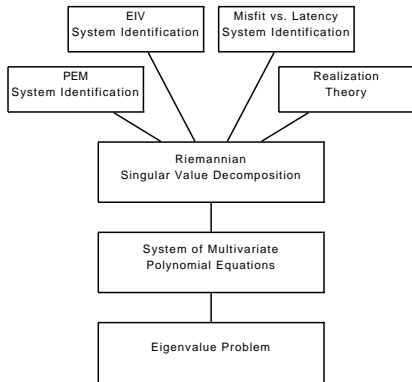 EIV
System Identification
Misfit vs. Latency
System Identification
PEM
System Identification
Realization
Theory
Riemannian
Singular Value Decomposition
System of Multivariate
Polynomial Equations
Eigenvalue Problem